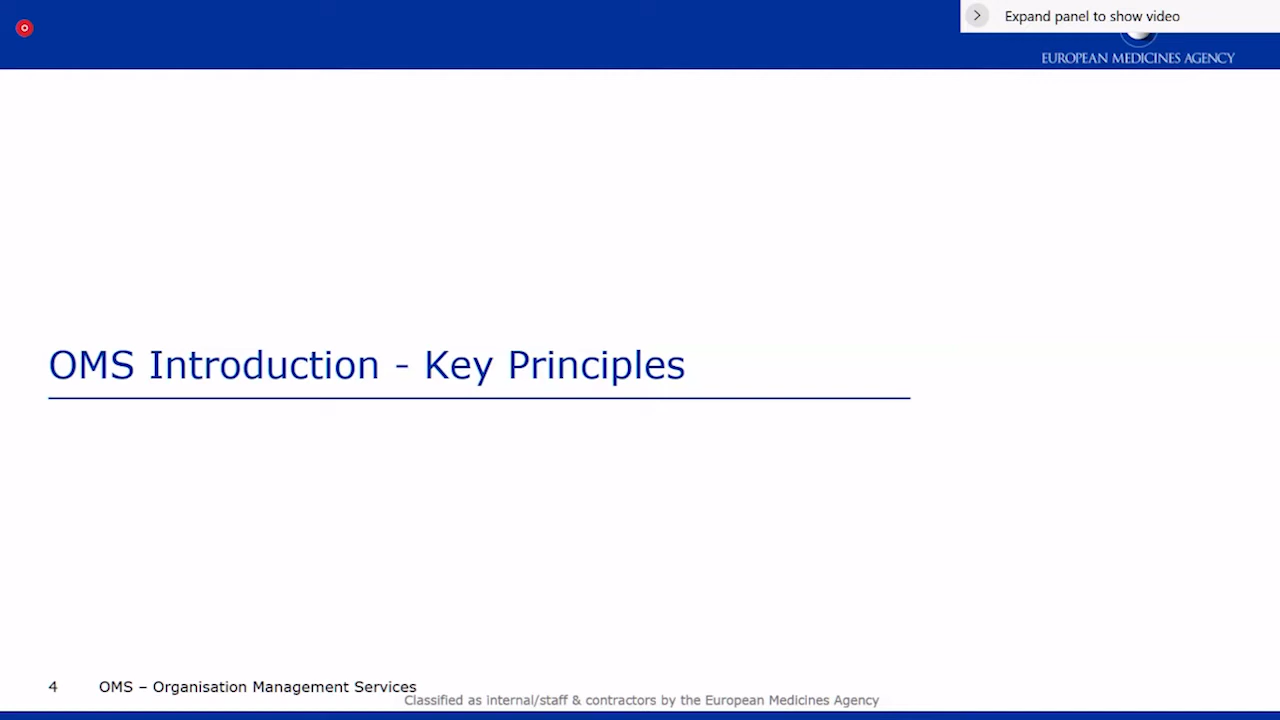 Expand panel to show video
EUROPEAN MEDICINES AGENCY
OMS Introduction - Key Principles
4 OMS – Organisation Management Services
Classified as internal/staff & contractors by the European Medicines Agency